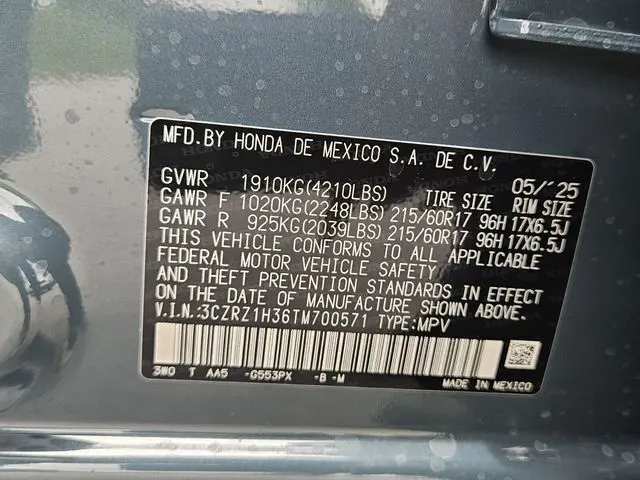 MFD. BY HONDA DE MEXICO S.A. DE C.V.
05/'25
GVWR 1910KG(4210LBS) TIRE SIZE RIM SIZE
GAWR F 1020KG(2248LBS) 215/60R17 96H 17X6.5J
GAWR R 925KG(2039LBS) 215/60R17 96H 17X6.5J
THIS VEHICLE CONFORMS TO ALL APPLICABLE
FEDERAL MOTOR VEHICLE SAFETY
AND THEFT PREVENTION STANDARDS IN EFFECT
ON THE DATE OF MANUFACTURE SHOWN ABOVE.
V.I.N.:3CZRZ1H36TM700571 TYPE:MPV
3W0 T AA5 -G553PX -B -M
MADE IN MEXICO